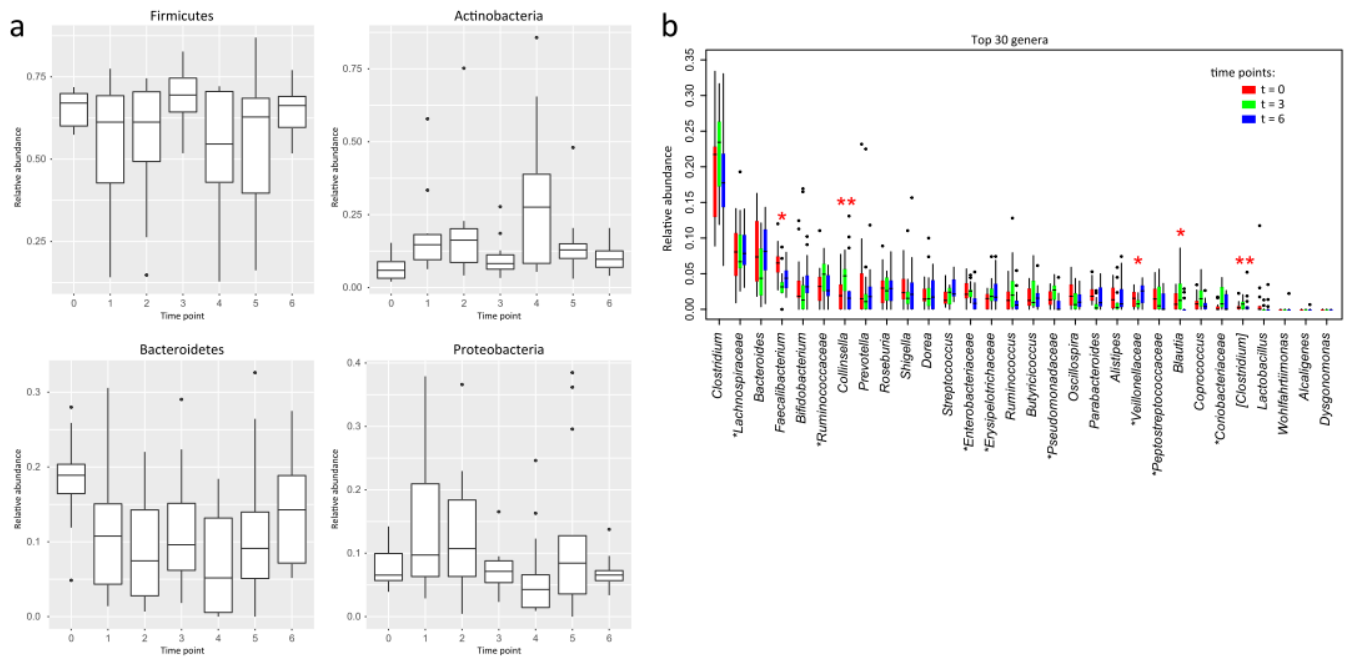 a
Firmicutes
Relative abundance
0.75
0.50
0.25
0 1 2 3 4 5 6
Time point
Actinobacteria
Relative abundance
0.75
0.50
0.25
0.00
0 1 2 3 4 5 6
Time point
Bacteroidetes
Relative abundance
0.3
0.2
0.1
0.0
0 1 2 3 4 5 6
Time point
Proteobacteria
Relative abundance
0.4
0.3
0.2
0.1
0.0
0 1 2 3 4 5 6
Time point
b
Top 30 genera
Relative abundance
0.35
0.30
0.25
0.20
0.15
0.10
0.05
0.00
time points:
t = 0
t = 3
t = 6
*
**
*
*
**
Clostridium
*Lachnospiraceae
Bacteroides
Faecalibacterium
Bifidobacterium
*Ruminococcaceae
Collinsella
Prevotella
Roseburia
Shigella
Dorea
Streptococcus
*Enterobacteriaceae
*Erysipelotrichaceae
Ruminococcus
Butyricicoccus
*Pseudomonadaceae
Oscillospira
Parabacteroides
Alistipes
*Veillonellaceae
*Peptostreptococcaceae
Blautia
Coprococcus
*Coriobacteriaceae
[Clostridium]
Lactobacillus
Wohlfahrtiimonas
Alcaligenes
Dysgonomonas